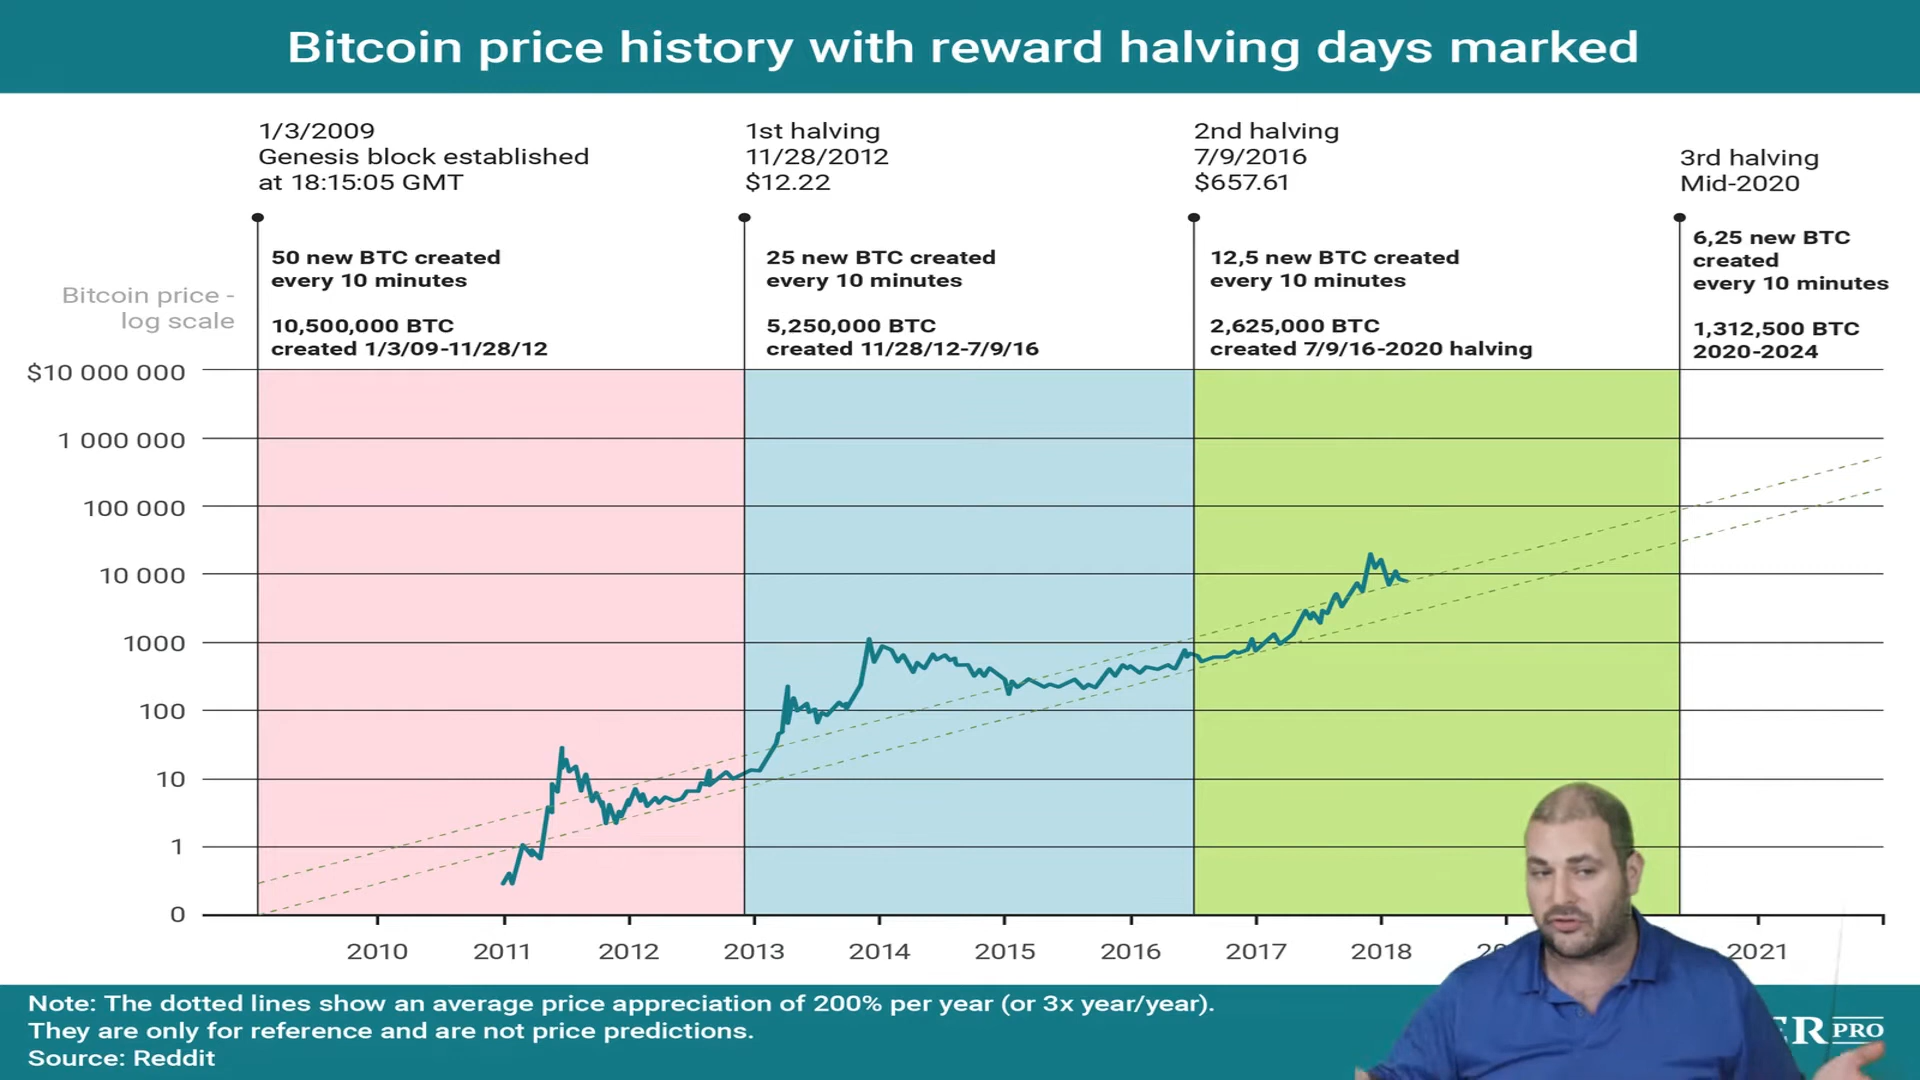 Bitcoin price history with reward halving days marked
1/3/2009
Genesis block established
at 18:15:05 GMT
1st halving
11/28/2012
$12.22
2nd halving
7/9/2016
$657.61
3rd halving
Mid-2020
50 new BTC created
every 10 minutes
10,500,000 BTC
created 1/3/09-11/28/12
25 new BTC created
every 10 minutes
5,250,000 BTC
created 11/28/12-7/9/16
12,5 new BTC created
every 10 minutes
2,625,000 BTC
created 7/9/16-2020 halving
6,25 new BTC
created
every 10 minutes
1,312,500 BTC
2020-2024
Bitcoin price -
log scale
$10 000 000
1 000 000
100 000
10 000
1000
100
10
1
0
2010 2011 2012 2013 2014 2015 2016 2017 2018 2021
Note: The dotted lines show an average price appreciation of 200% per year (or 3x year/year).
They are only for reference and are not price predictions.
Source: Reddit
PRO